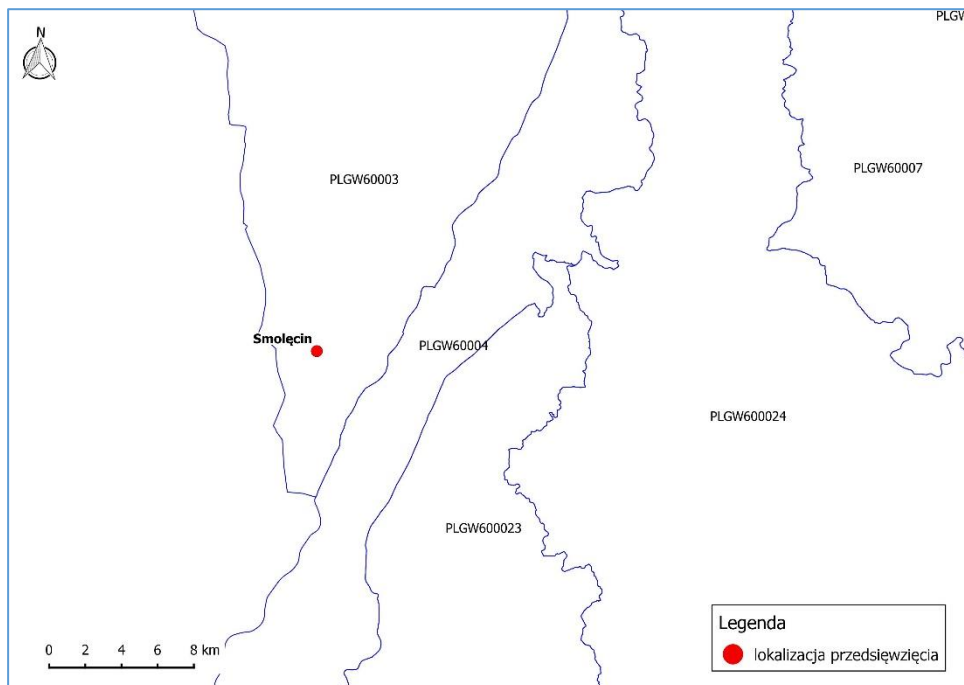 PLGW
N
PLGW60003
PLGW60007
Smolęcin
PLGW60004
PLGW600024
PLGW600023
Legenda
lokalizacja przedsięwzięcia
0 2 4 6 8 km